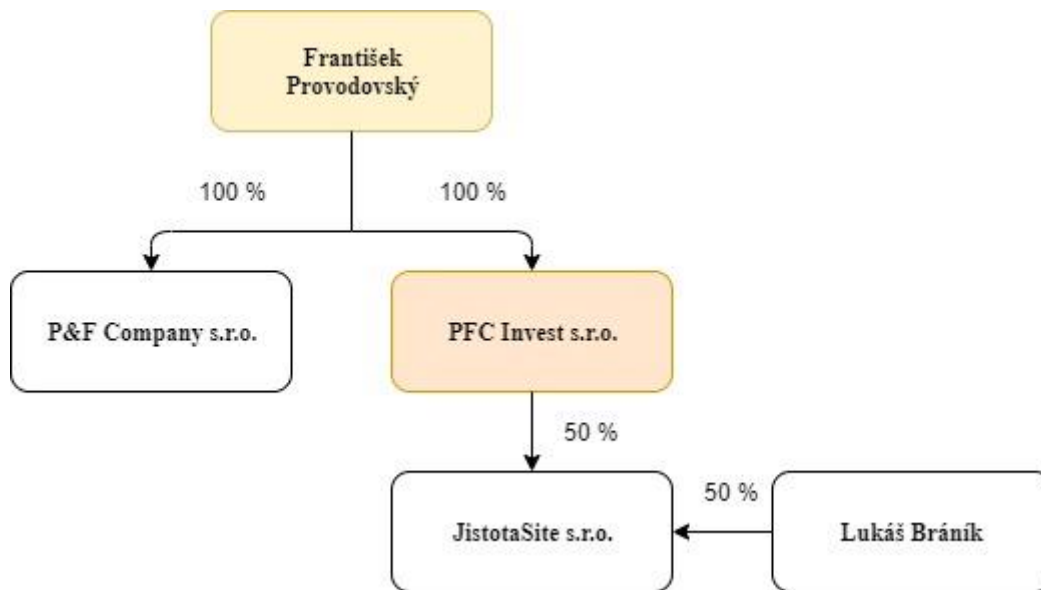 František
Provodovský
100 %
100 %
P&F Company s.r.o.
PFC Invest s.r.o.
50 %
50 %
JistotaSite s.r.o.
Lukáš Bráník